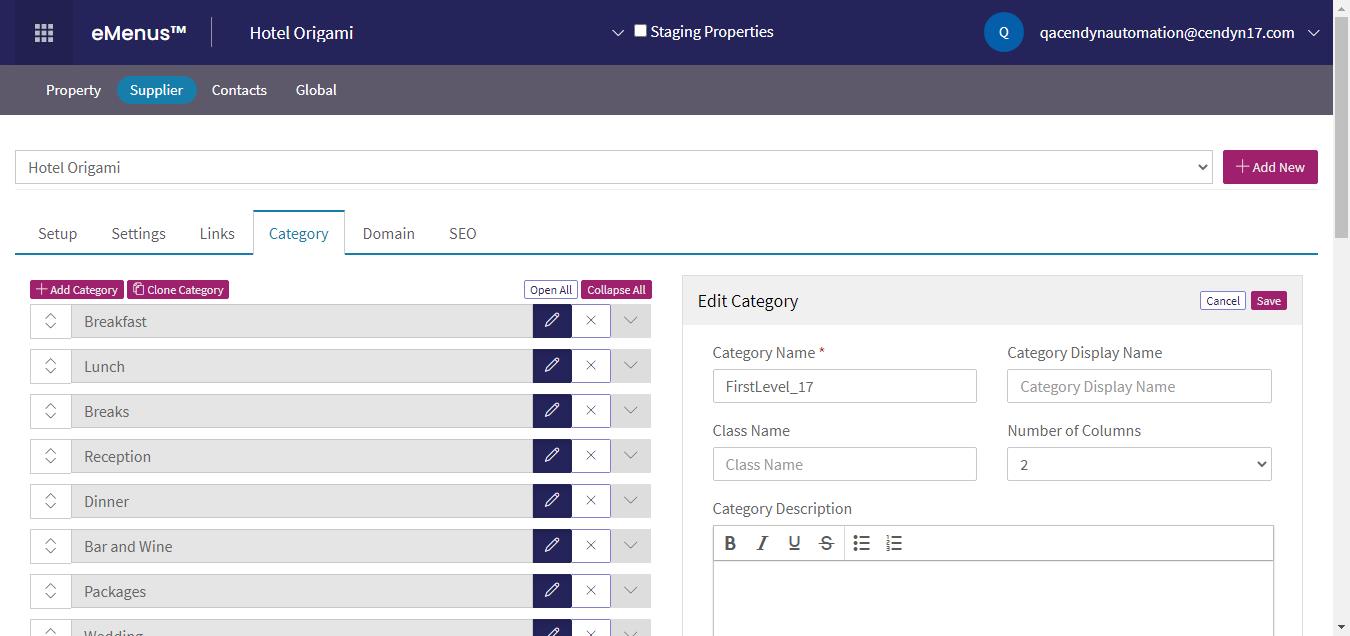 eMenus™ Hotel Origami Staging Properties Q qacendynautomation@cendyn17.com
Property Supplier Contacts Global
Hotel Origami Add New
Setup Settings Links Category Domain SEO
Add Category Clone Category Open All Collapse All
Breakfast
Lunch
Breaks
Reception
Dinner
Bar and Wine
Packages
Wedding
Edit Category Cancel Save
Category Name * Category Display Name
FirstLevel_17 Category Display Name
Class Name Number of Columns
Class Name 2
Category Description
B I U S